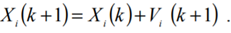 X_i(k+1) = X_i(k) + V_i (k+1) .